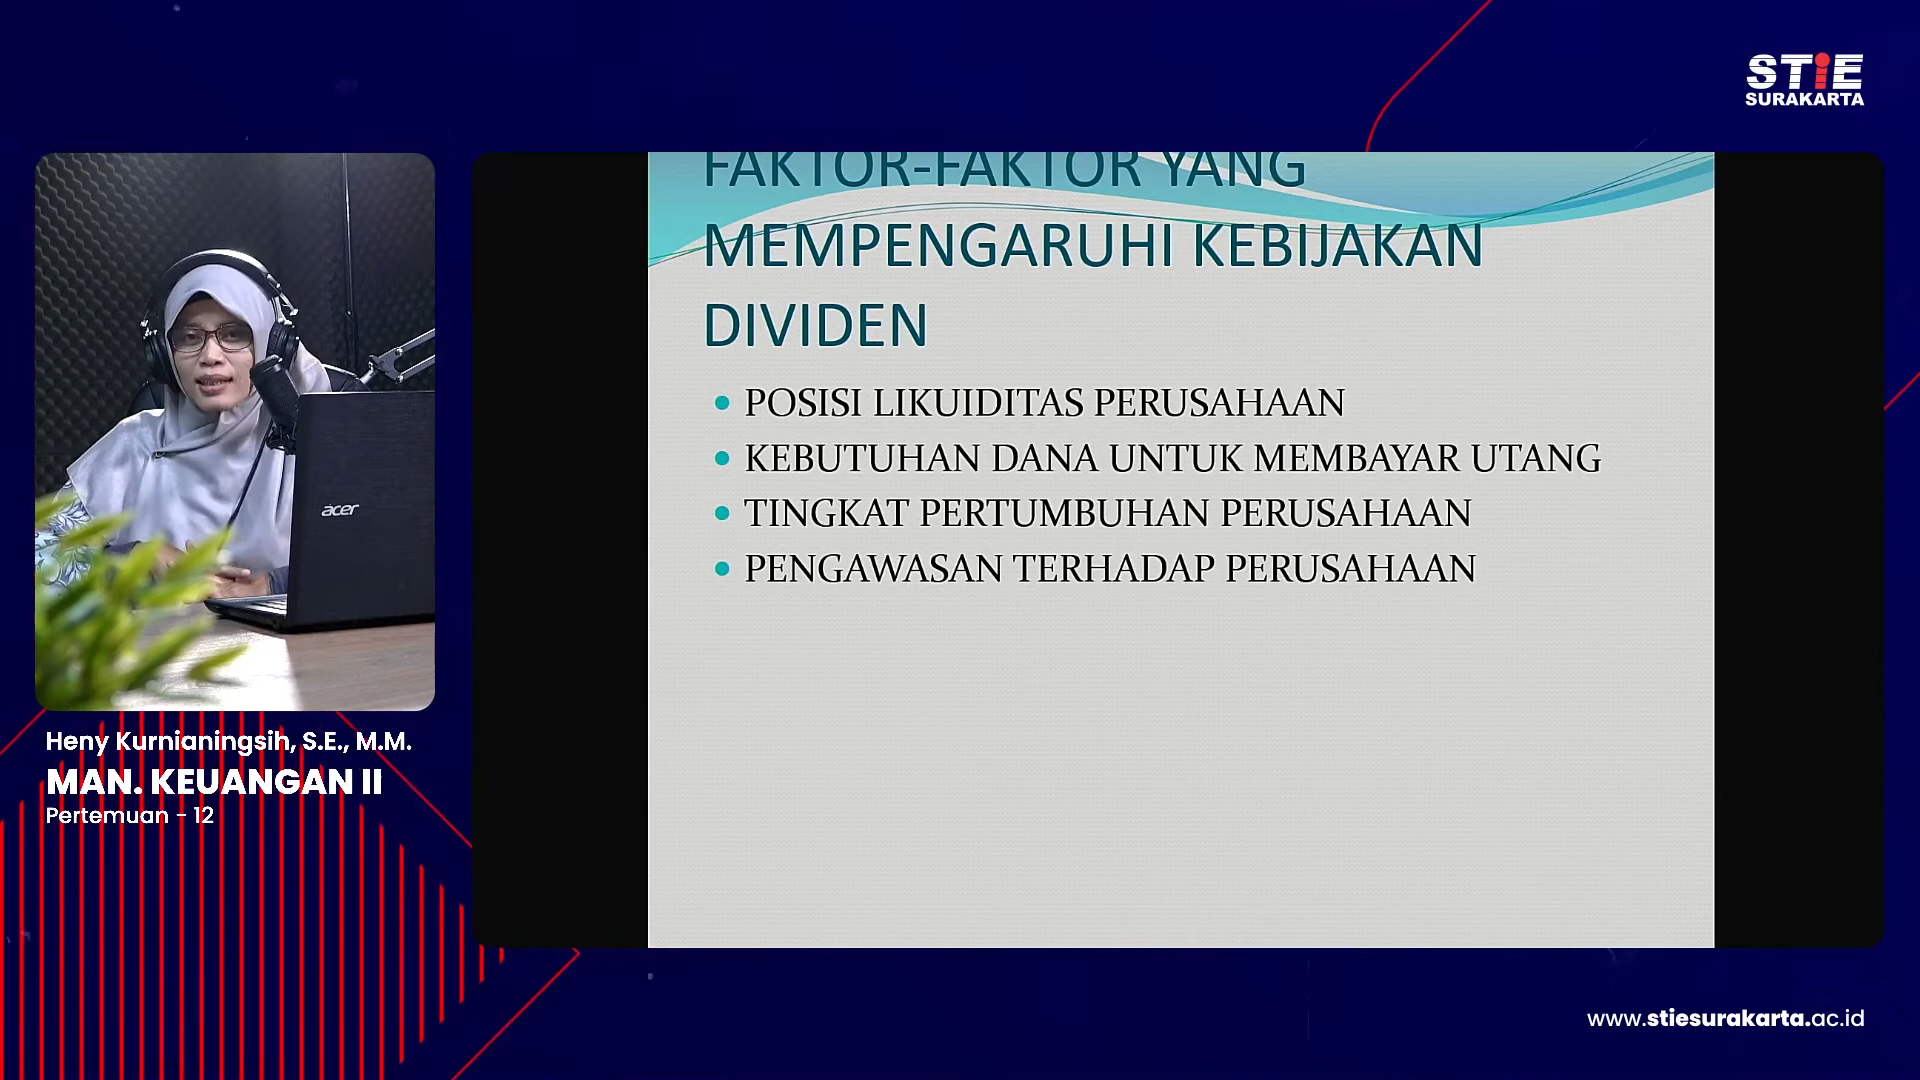 STiE
SURAKARTA
FAKTOR-FAKTOR YANG
MEMPENGARUHI KEBIJAKAN
DIVIDEN
• POSISI LIKUIDITAS PERUSAHAAN
• KEBUTUHAN DANA UNTUK MEMBAYAR UTANG
• TINGKAT PERTUMBUHAN PERUSAHAAN
• PENGAWASAN TERHADAP PERUSAHAAN
acer
Heny Kurnianingsih, S.E., M.M.
MAN. KEUANGAN II
Pertemuan - 12
www.stiesurakarta.ac.id